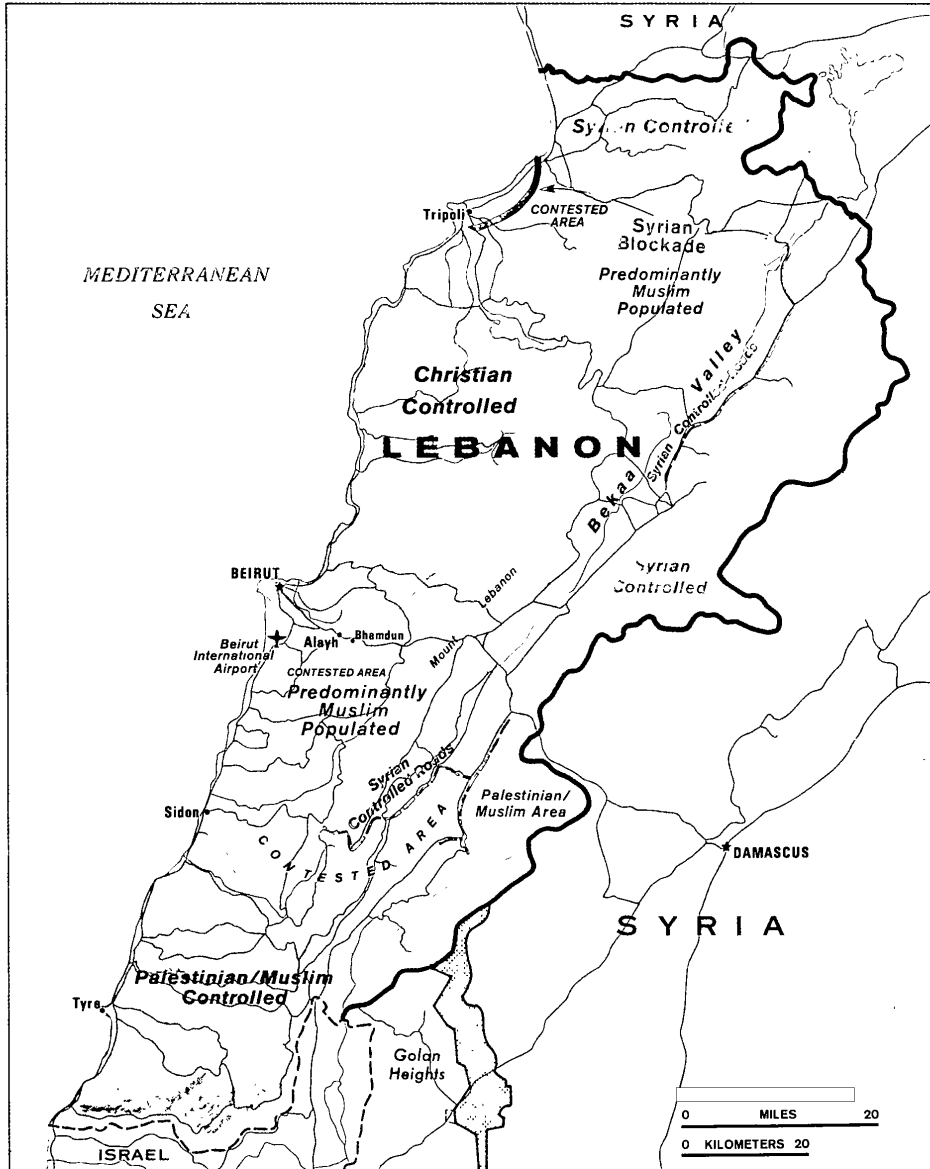 SYRIA
Syrian Controlled
Tripoli
CONTESTED
AREA
Syrian
Blockade
Predominantly
Muslim
Populated
MEDITERRANEAN
SEA
Christian
Controlled
LEBANON
Bekaa Valley
Syrian Controlled Roads
BEIRUT
Syrian
Controlled
Mount Lebanon
Alayh
Bhamdun
Beirut
International
Airport
CONTESTED AREA
Predominantly
Muslim
Populated
Syrian
Controlled Roads
Palestinian/
Muslim Area
Sidon
CONTESTED AREA
DAMASCUS
SYRIA
Palestinian/Muslim
Controlled
Tyre
Golan
Heights
ISRAEL
0 MILES 20
0 KILOMETERS 20